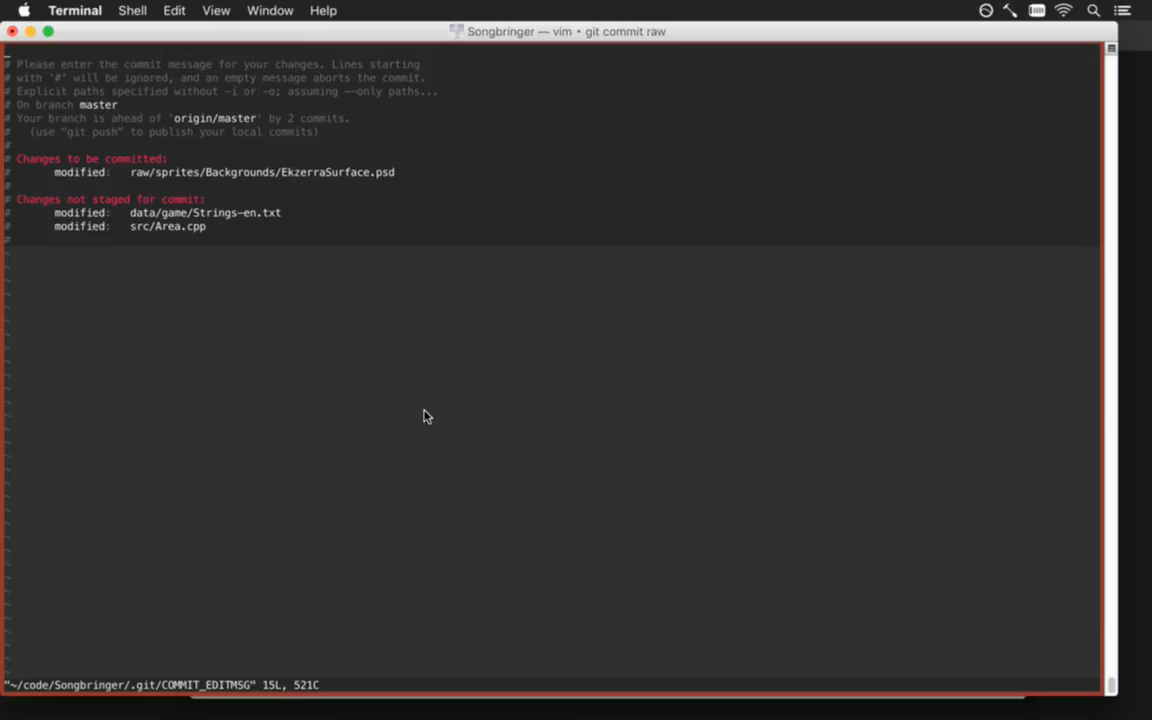 Terminal Shell Edit View Window Help
Songbringer — vim • git commit raw
# Please enter the commit message for your changes. Lines starting
# with '#' will be ignored, and an empty message aborts the commit.
# Explicit paths specified without -i or -o; assuming --only paths...
# On branch master
# Your branch is ahead of 'origin/master' by 2 commits.
#   (use "git push" to publish your local commits)
#
# Changes to be committed:
#       modified:   raw/sprites/Backgrounds/EkzerraSurface.psd
#
# Changes not staged for commit:
#       modified:   data/game/Strings-en.txt
#       modified:   src/Area.cpp
#
"~/code/Songbringer/.git/COMMIT_EDITMSG" 15L, 521C